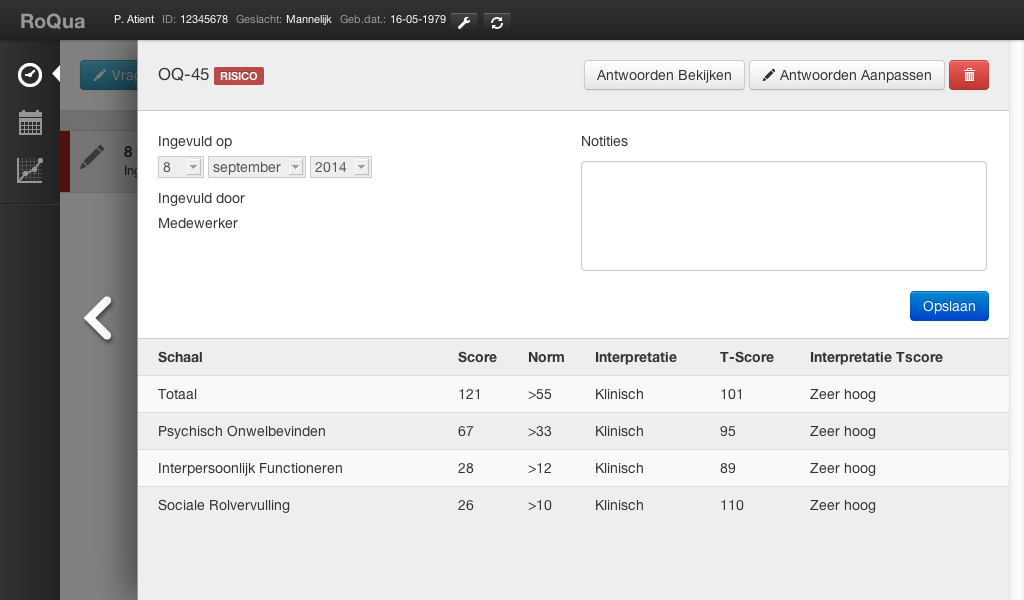 RoQua P. Atient ID: 12345678 Geslacht: Mannelijk Geb.dat.: 16-05-1979
Vrag
OQ-45 RISICO Antwoorden Bekijken Antwoorden Aanpassen
8
Ing
Ingevuld op
8 september 2014
Ingevuld door
Medewerker
Notities
Opslaan
Schaal Score Norm Interpretatie T-Score Interpretatie Tscore
Totaal 121 >55 Klinisch 101 Zeer hoog
Psychisch Onwelbevinden 67 >33 Klinisch 95 Zeer hoog
Interpersoonlijk Functioneren 28 >12 Klinisch 89 Zeer hoog
Sociale Rolvervulling 26 >10 Klinisch 110 Zeer hoog